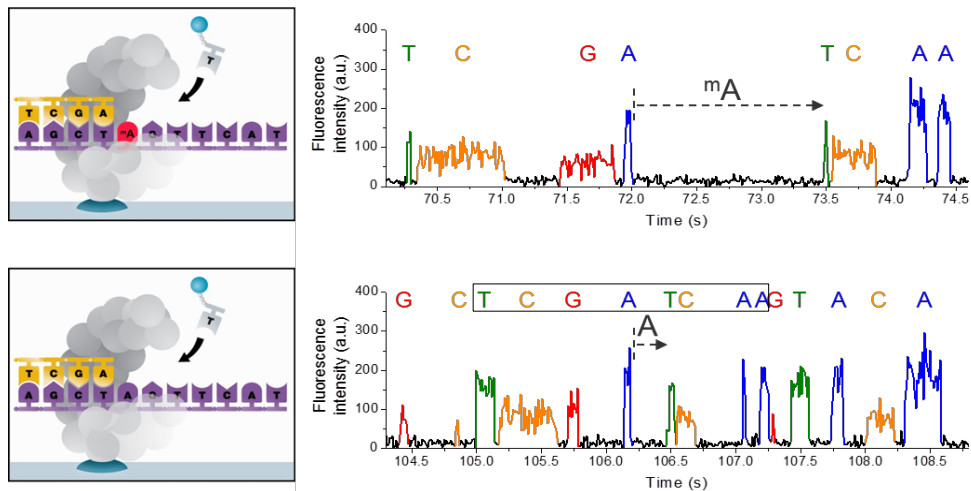 T
T C G A
A G C T mA G T T C A T
Fluorescence
intensity (a.u.)
400
300
200
100
0
T C G A T C A A
mA
70.5 71.0 71.5 72.0 72.5 73.0 73.5 74.0 74.5
Time (s)
T
T C G A
A G C T A G T T C A T
Fluorescence
intensity (a.u.)
400
300
200
100
0
G C T C G A T C A A G T A C A
A
104.5 105.0 105.5 106.0 106.5 107.0 107.5 108.0 108.5
Time (s)